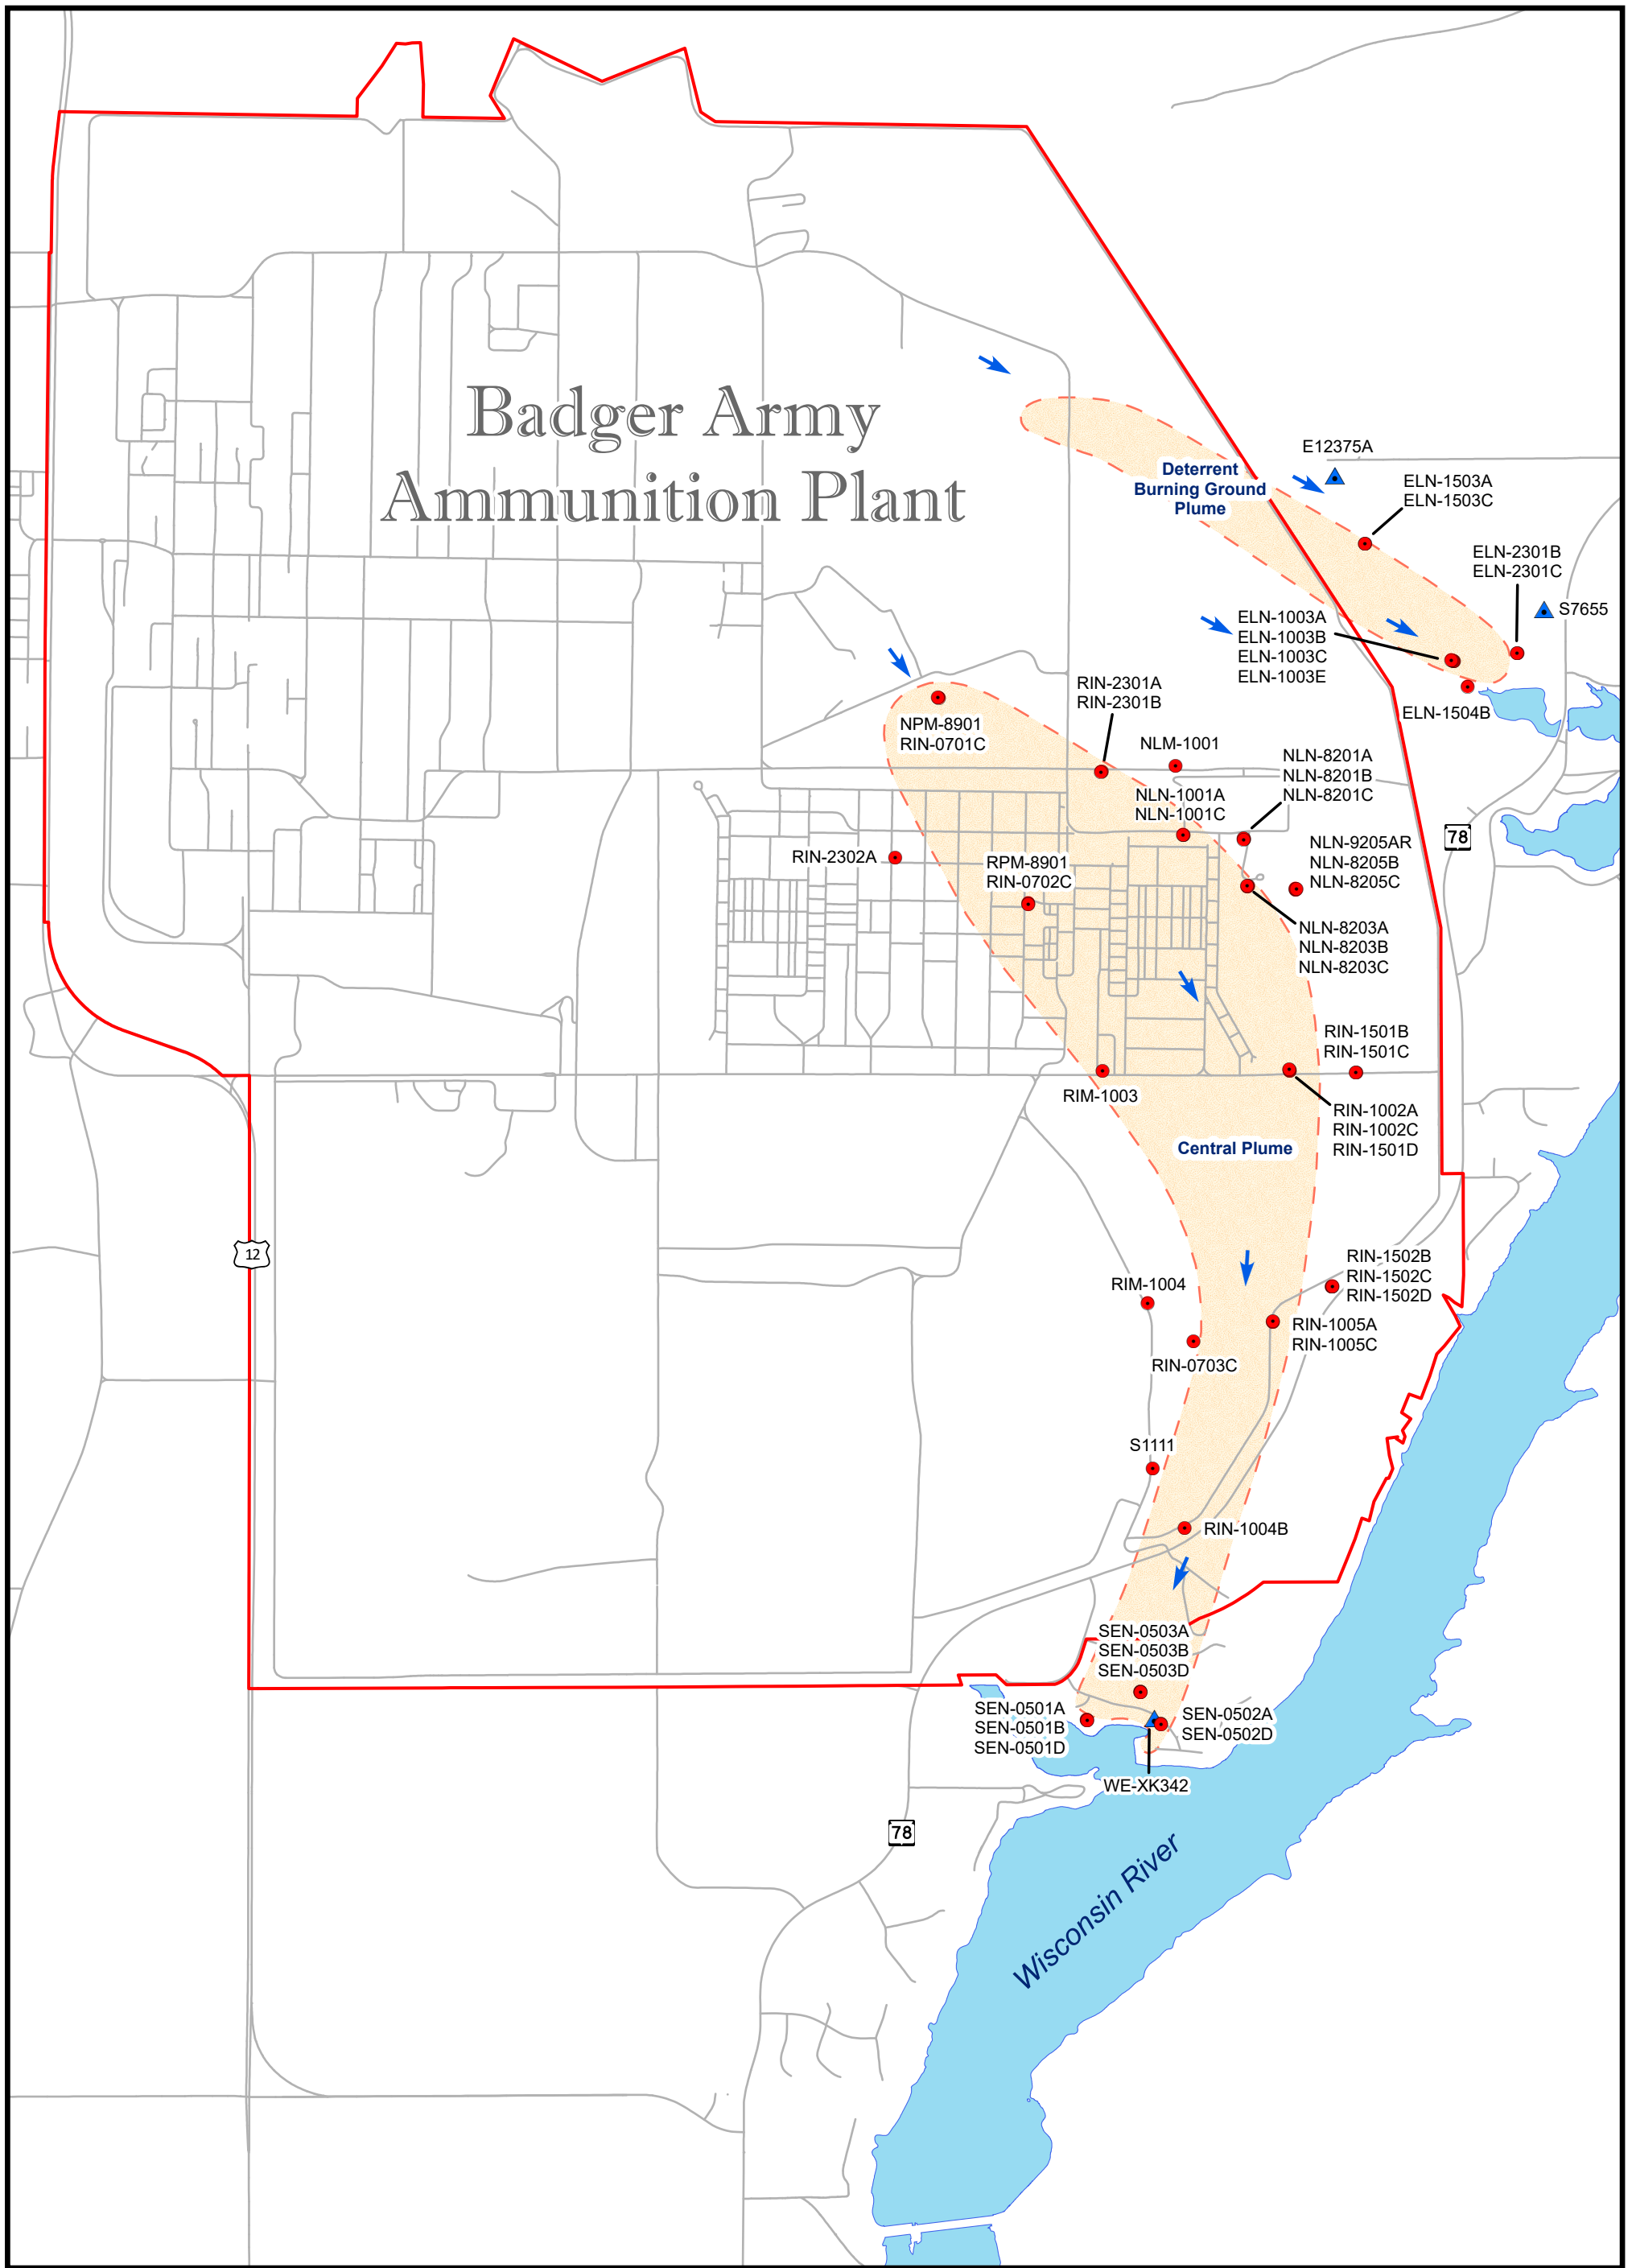 Badger Army
Ammunition Plant
E12375A
Deterrent
Burning Ground
Plume
ELN-1503A
ELN-1503C
ELN-2301B
ELN-2301C
S7655
ELN-1003A
ELN-1003B
ELN-1003C
ELN-1003E
ELN-1504B
RIN-2301A
RIN-2301B
NPM-8901
RIN-0701C
NLM-1001
NLN-8201A
NLN-8201B
NLN-8201C
NLN-1001A
NLN-1001C
78
RIN-2302A
RPM-8901
RIN-0702C
NLN-9205AR
NLN-8205B
NLN-8205C
NLN-8203A
NLN-8203B
NLN-8203C
RIN-1501B
RIN-1501C
RIM-1003
RIN-1002A
RIN-1002C
RIN-1501D
Central Plume
12
RIN-1502B
RIN-1502C
RIN-1502D
RIM-1004
RIN-1005A
RIN-1005C
RIN-0703C
S1111
RIN-1004B
SEN-0503A
SEN-0503B
SEN-0503D
SEN-0501A
SEN-0501B
SEN-0501D
SEN-0502A
SEN-0502D
WE-XK342
78
Wisconsin River